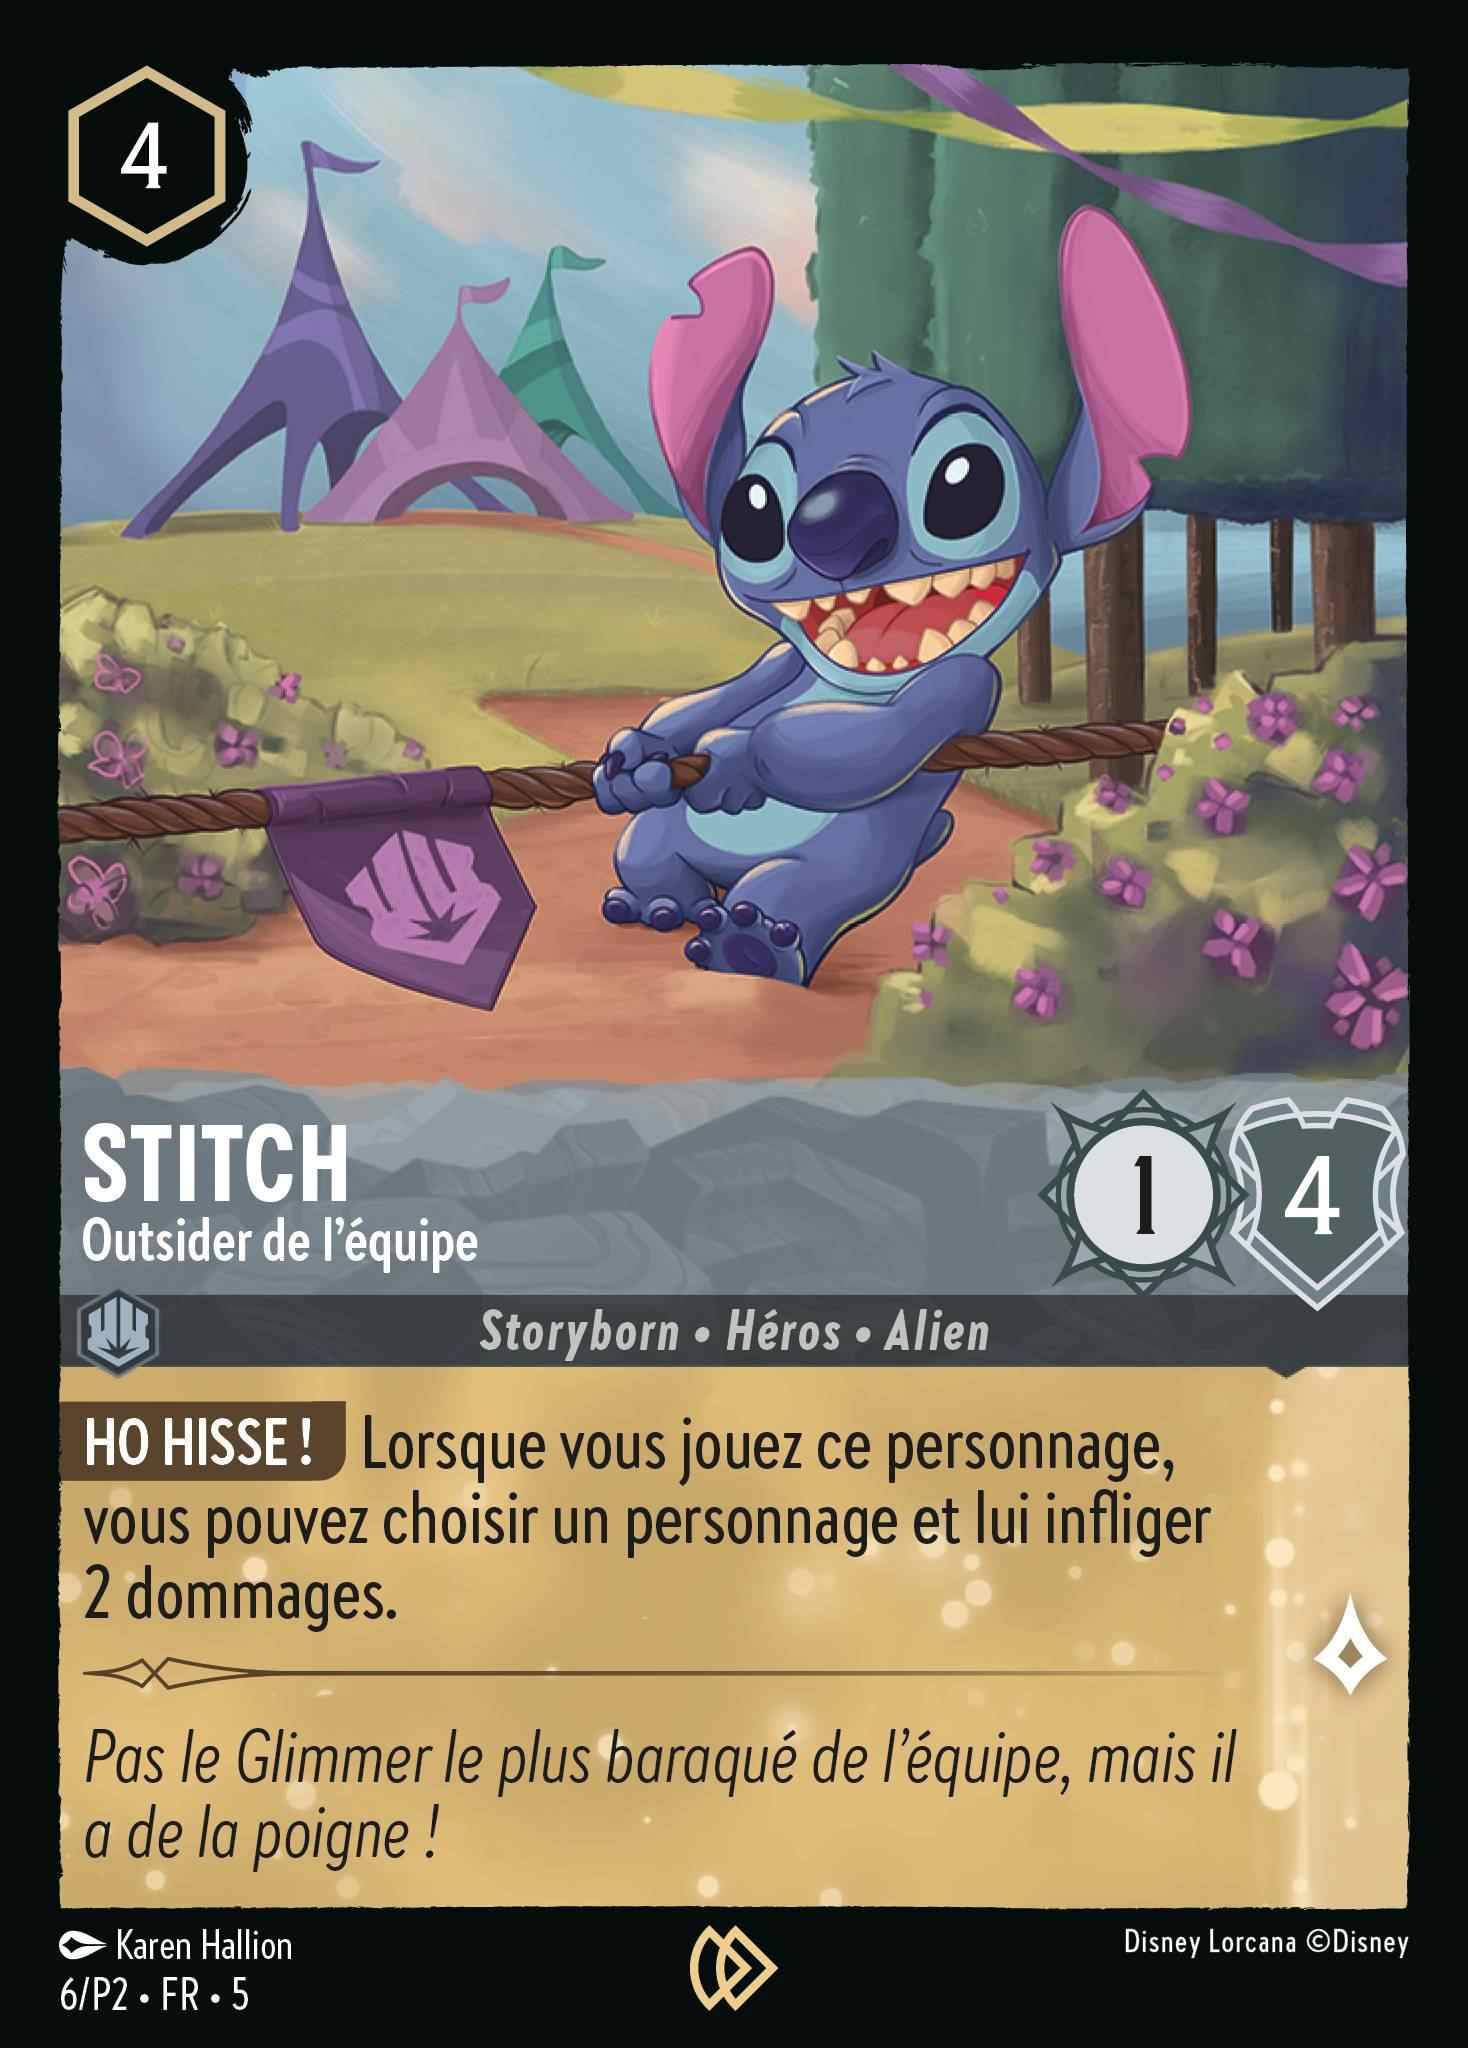 4
STITCH
Outsider de l’équipe
1
4
Storyborn • Héros • Alien
HO HISSE ! Lorsque vous jouez ce personnage,
vous pouvez choisir un personnage et lui infliger
2 dommages.
Pas le Glimmer le plus baraqué de l’équipe, mais il
a de la poigne !
Karen Hallion
Disney Lorcana ©Disney
6/P2 • FR • 5